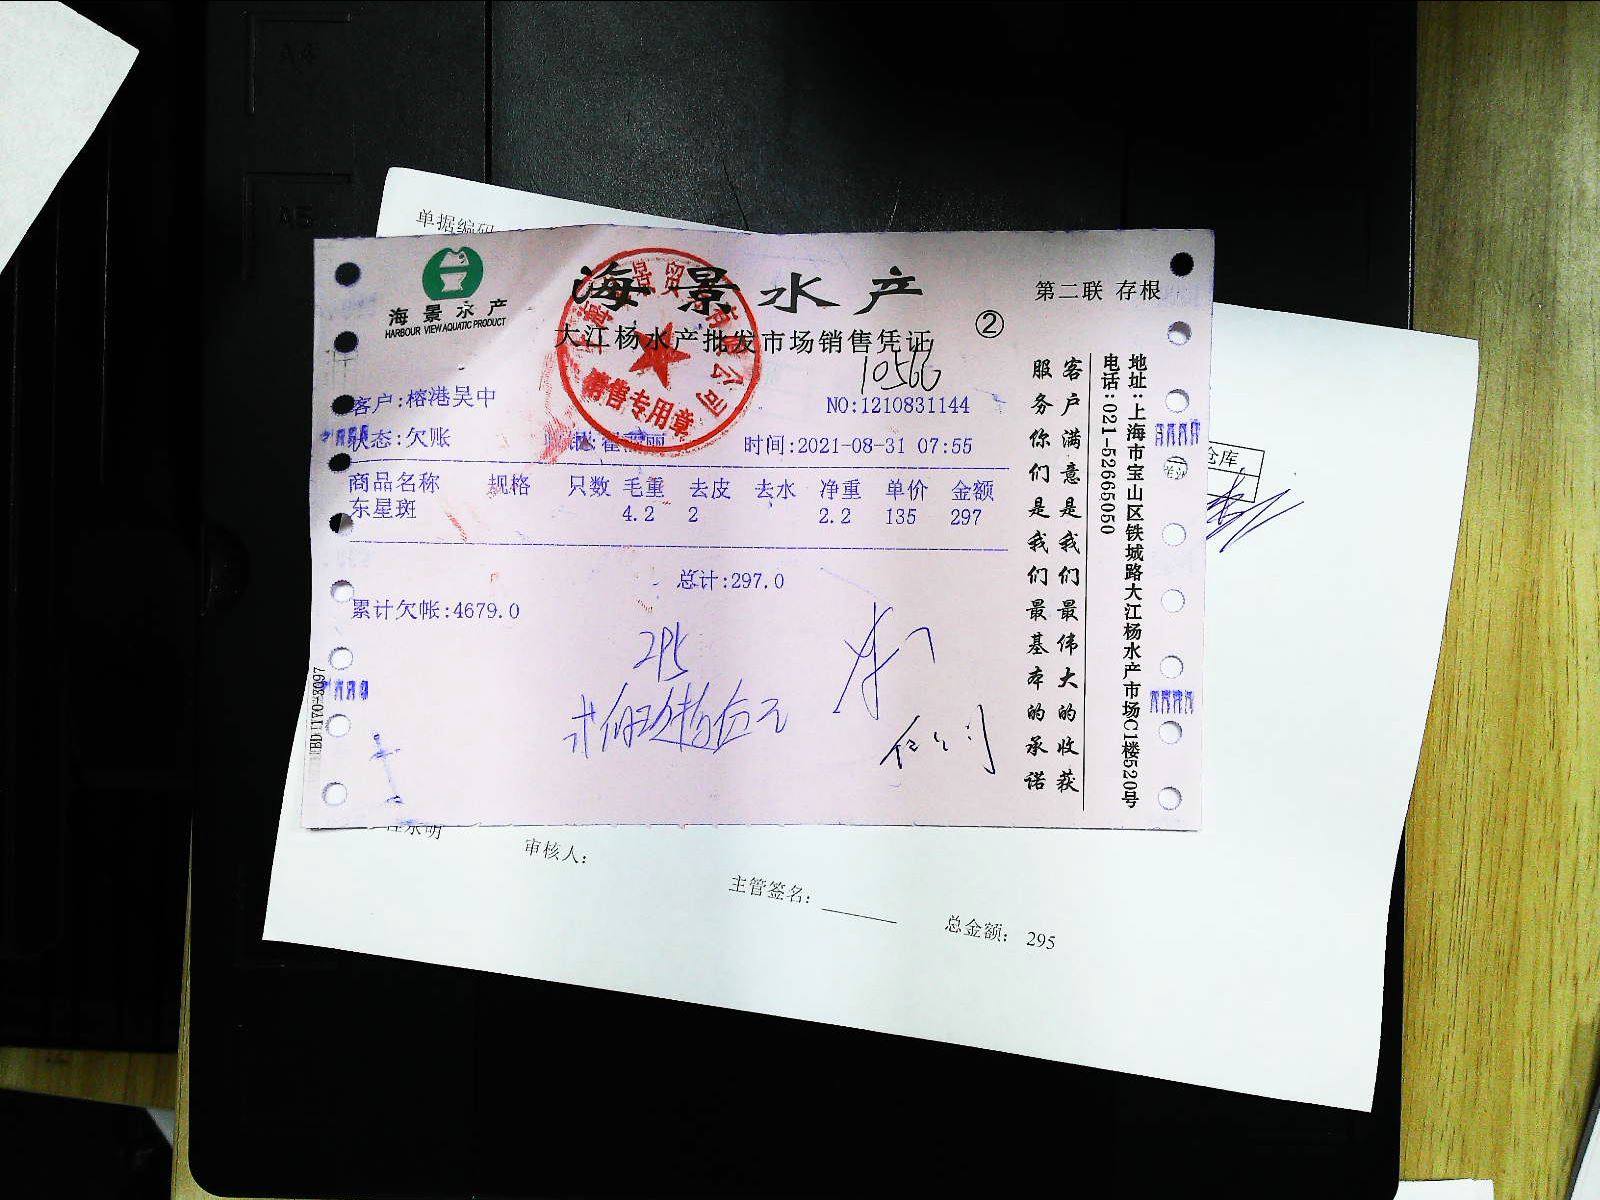 单据编码
海景水产
HARBOUR VIEW AQUATIC PRODUCT
海景水产
大江杨水产批发市场销售凭证
②
第二联 存根
销售专用章
1056
客户:榕港吴中
NO:1210831144
状态:欠账
时间:2021-08-31 07:55
商品名称 规格 只数 毛重 去皮 去水 净重 单价 金额
东星斑 4.2 2 2.2 135 297
总计:297.0
累计欠帐:4679.0
295
客户满意是我们最伟大的收获
服务你们是我们最基本的承诺
地址:上海市宝山区铁城路大江杨水产市场C1楼520号
电话:021-52665050
仓库
审核人:
主管签名:
总金额: 295